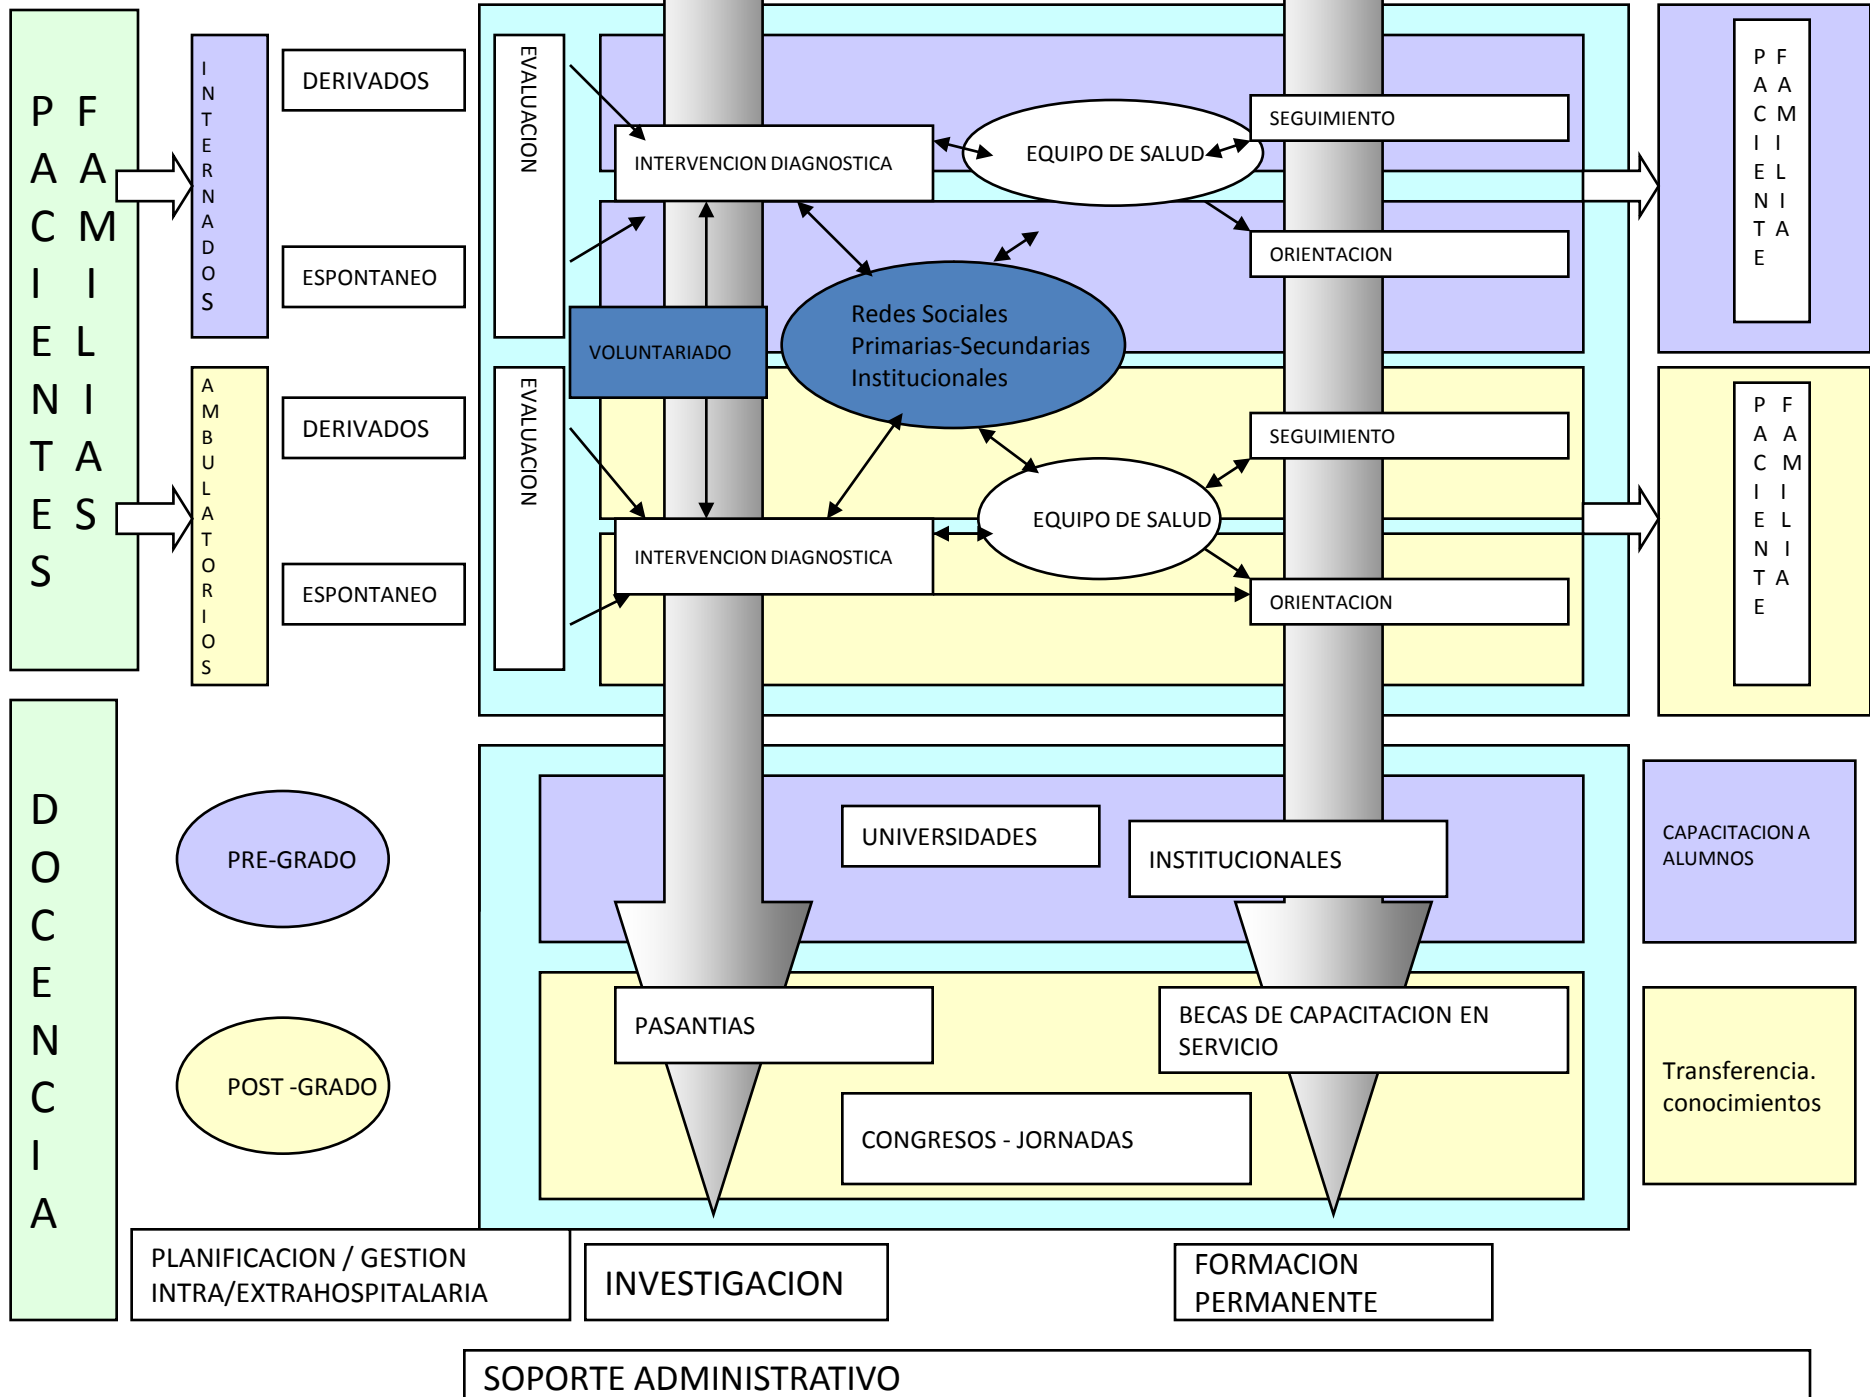 PACIENTES
FAMILIAS
INTERNADOS
DERIVADOS
ESPONTANEO
EVALUACION
INTERVENCION DIAGNOSTICA
EQUIPO DE SALUD
SEGUIMIENTO
ORIENTACION
PACIENTE
FAMILIA
VOLUNTARIADO
Redes Sociales
Primarias-Secundarias
Institucionales
AMBULATORIOS
DERIVADOS
ESPONTANEO
EVALUACION
INTERVENCION DIAGNOSTICA
EQUIPO DE SALUD
SEGUIMIENTO
ORIENTACION
PACIENTE
FAMILIA
DOCENCIA
PRE-GRADO
UNIVERSIDADES
INSTITUCIONALES
CAPACITACION A
ALUMNOS
POST -GRADO
PASANTIAS
BECAS DE CAPACITACION EN
SERVICIO
CONGRESOS - JORNADAS
Transferencia.
conocimientos
PLANIFICACION / GESTION
INTRA/EXTRAHOSPITALARIA
INVESTIGACION
FORMACION
PERMANENTE
SOPORTE ADMINISTRATIVO